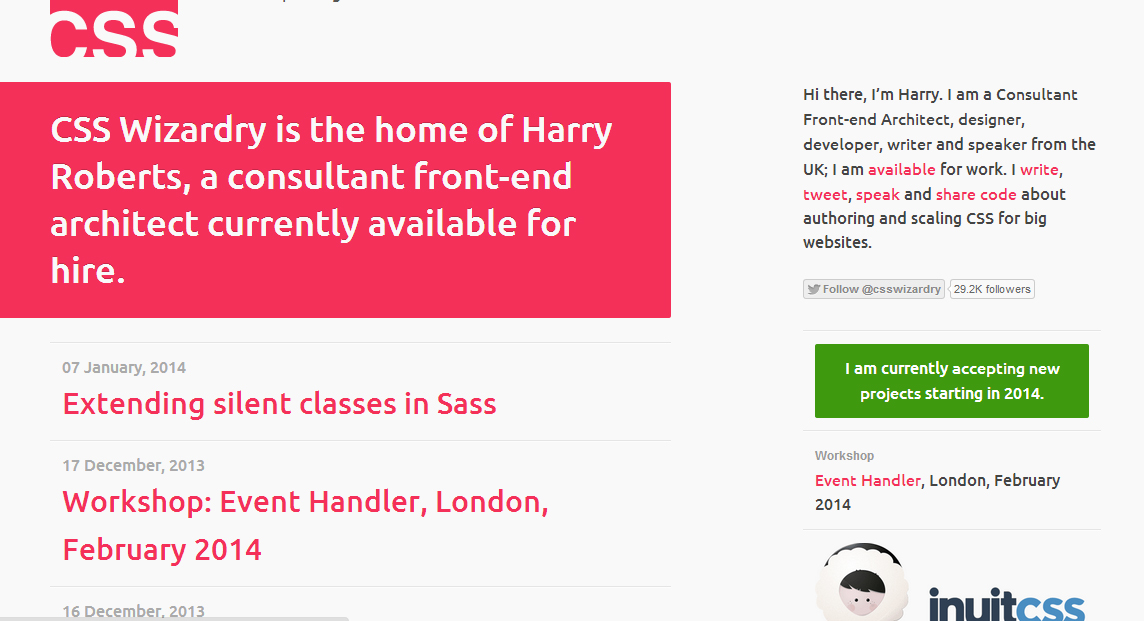 CSS
CSS Wizardry is the home of Harry
Roberts, a consultant front-end
architect currently available for
hire.
07 January, 2014
Extending silent classes in Sass
17 December, 2013
Workshop: Event Handler, London,
February 2014
16 December, 2013
Hi there, I’m Harry. I am a Consultant
Front-end Architect, designer,
developer, writer and speaker from the
UK; I am available for work. I write,
tweet, speak and share code about
authoring and scaling CSS for big
websites.
Follow @csswizardry 29.2K followers
I am currently accepting new
projects starting in 2014.
Workshop
Event Handler, London, February
2014
inuitcss